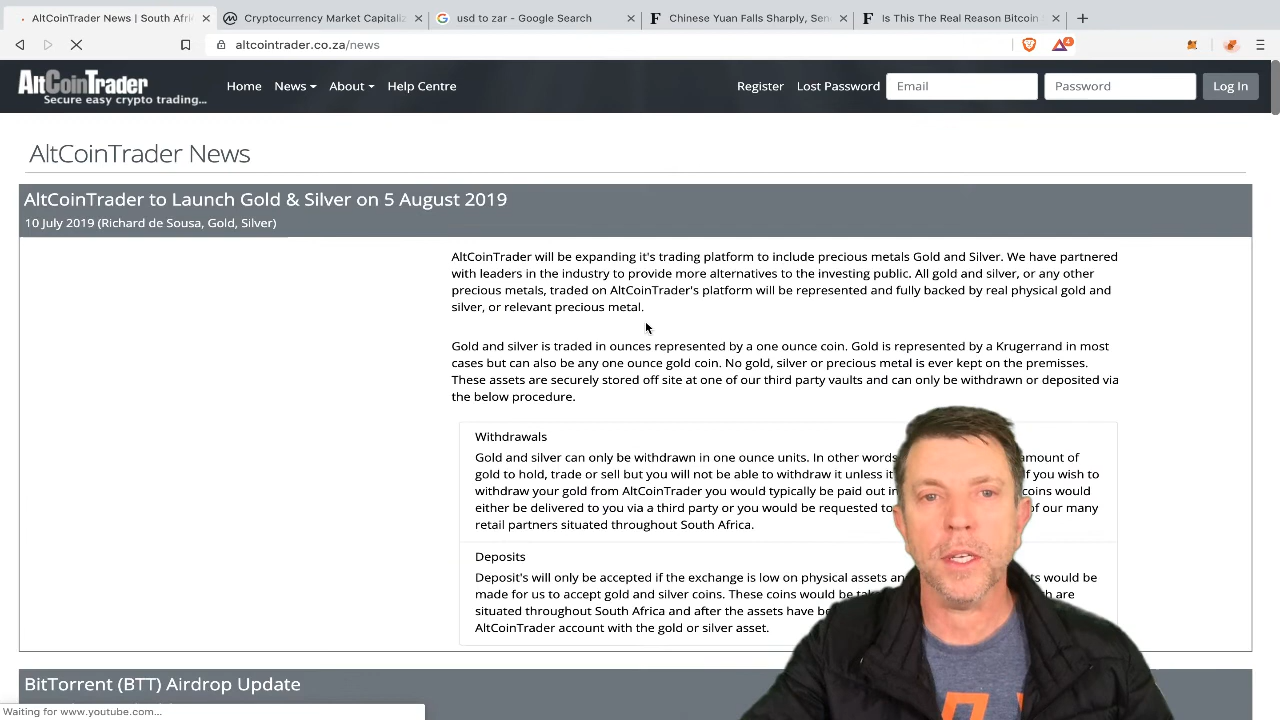 AltCoinTrader News | South Afri
Cryptocurrency Market Capitaliz
usd to zar - Google Search
Chinese Yuan Falls Sharply, Sen
Is This The Real Reason Bitcoin
altcointrader.co.za/news
4
AltCoinTrader
Secure easy crypto trading...
Home News About Help Centre
Register Lost Password Email Password Log In
AltCoinTrader News
AltCoinTrader to Launch Gold & Silver on 5 August 2019
10 July 2019 (Richard de Sousa, Gold, Silver)
AltCoinTrader will be expanding it's trading platform to include precious metals Gold and Silver. We have partnered
with leaders in the industry to provide more alternatives to the investing public. All gold and silver, or any other
precious metals, traded on AltCoinTrader's platform will be represented and fully backed by real physical gold and
silver, or relevant precious metal.
Gold and silver is traded in ounces represented by a one ounce coin. Gold is represented by a Krugerrand in most
cases but can also be any one ounce gold coin. No gold, silver or precious metal is ever kept on the premisses.
These assets are securely stored off site at one of our third party vaults and can only be withdrawn or deposited via
the below procedure.
Withdrawals
Gold and silver can only be withdrawn in one ounce units. In other words amount of
gold to hold, trade or sell but you will not be able to withdraw it unless it f you wish to
withdraw your gold from AltCoinTrader you would typically be paid out in coins would
either be delivered to you via a third party or you would be requested to of our many
retail partners situated throughout South Africa.
Deposits
Deposit's will only be accepted if the exchange is low on physical assets an ts would be
made for us to accept gold and silver coins. These coins would be ta h are
situated throughout South Africa and after the assets have b
AltCoinTrader account with the gold or silver asset.
BitTorrent (BTT) Airdrop Update
Waiting for www.youtube.com...